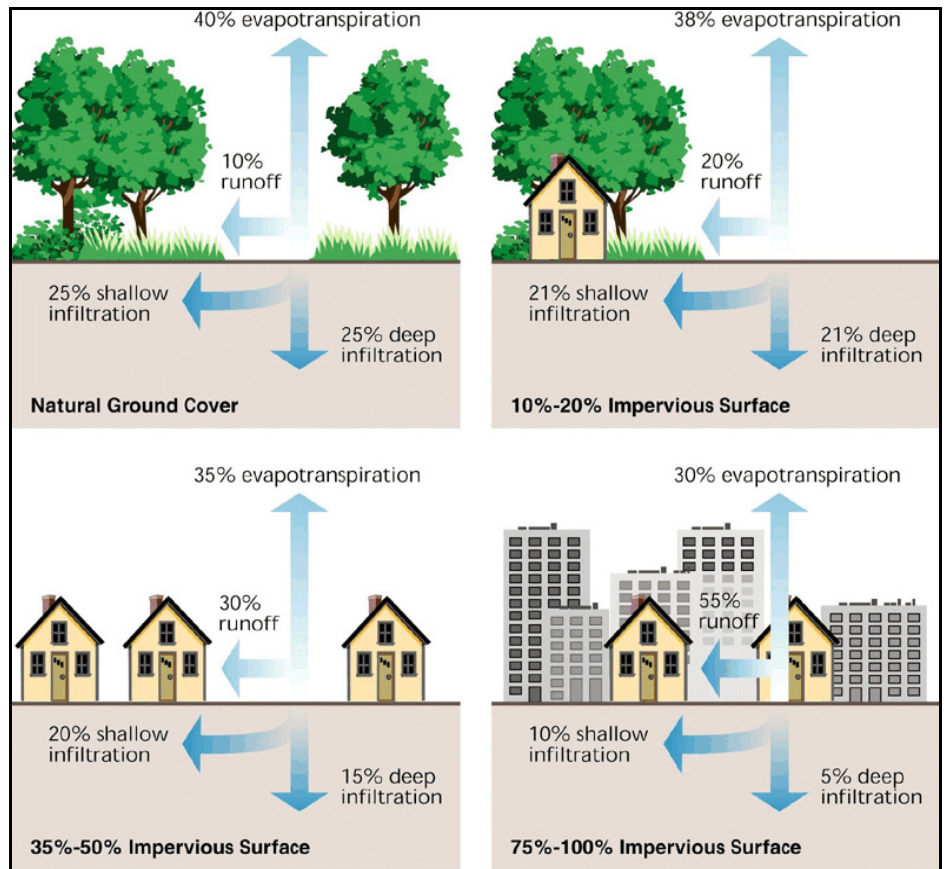 40% evapotranspiration
10%
runoff
25% shallow
infiltration
25% deep
infiltration
Natural Ground Cover
38% evapotranspiration
20%
runoff
21% shallow
infiltration
21% deep
infiltration
10%-20% Impervious Surface
35% evapotranspiration
30%
runoff
20% shallow
infiltration
15% deep
infiltration
35%-50% Impervious Surface
30% evapotranspiration
55%
runoff
10% shallow
infiltration
5% deep
infiltration
75%-100% Impervious Surface